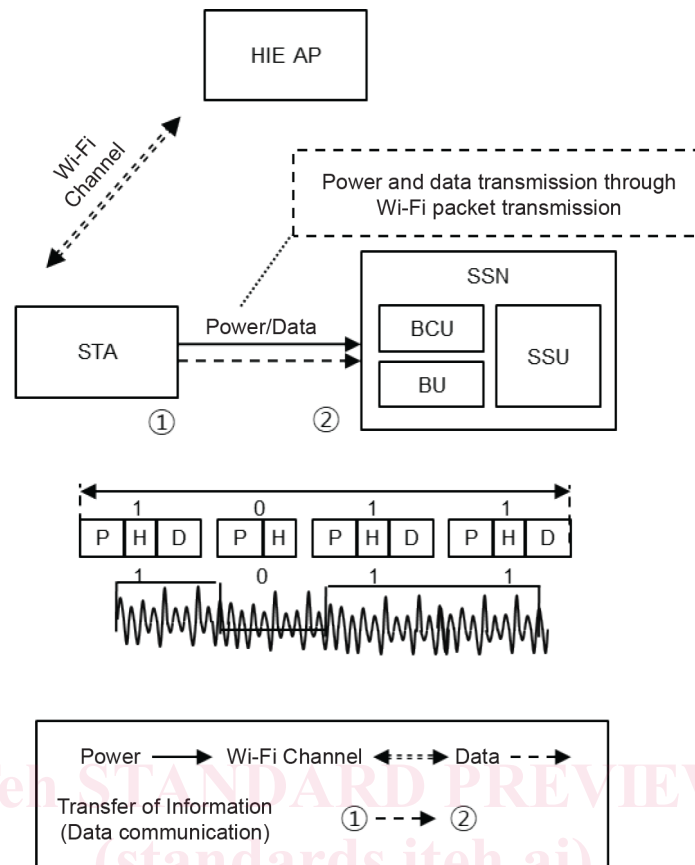 HIE AP
Wi-Fi
Channel
Power and data transmission through
Wi-Fi packet transmission
SSN
STA
Power/Data
BCU
BU
SSU
① ②
1 0 1 1
P H D P H P H D P H D
1 0 1 1
Power Wi-Fi Channel Data
Transfer of Information
(Data communication)
① ②
eh STANDARD PREVIEW
(standards.iteh.ai)